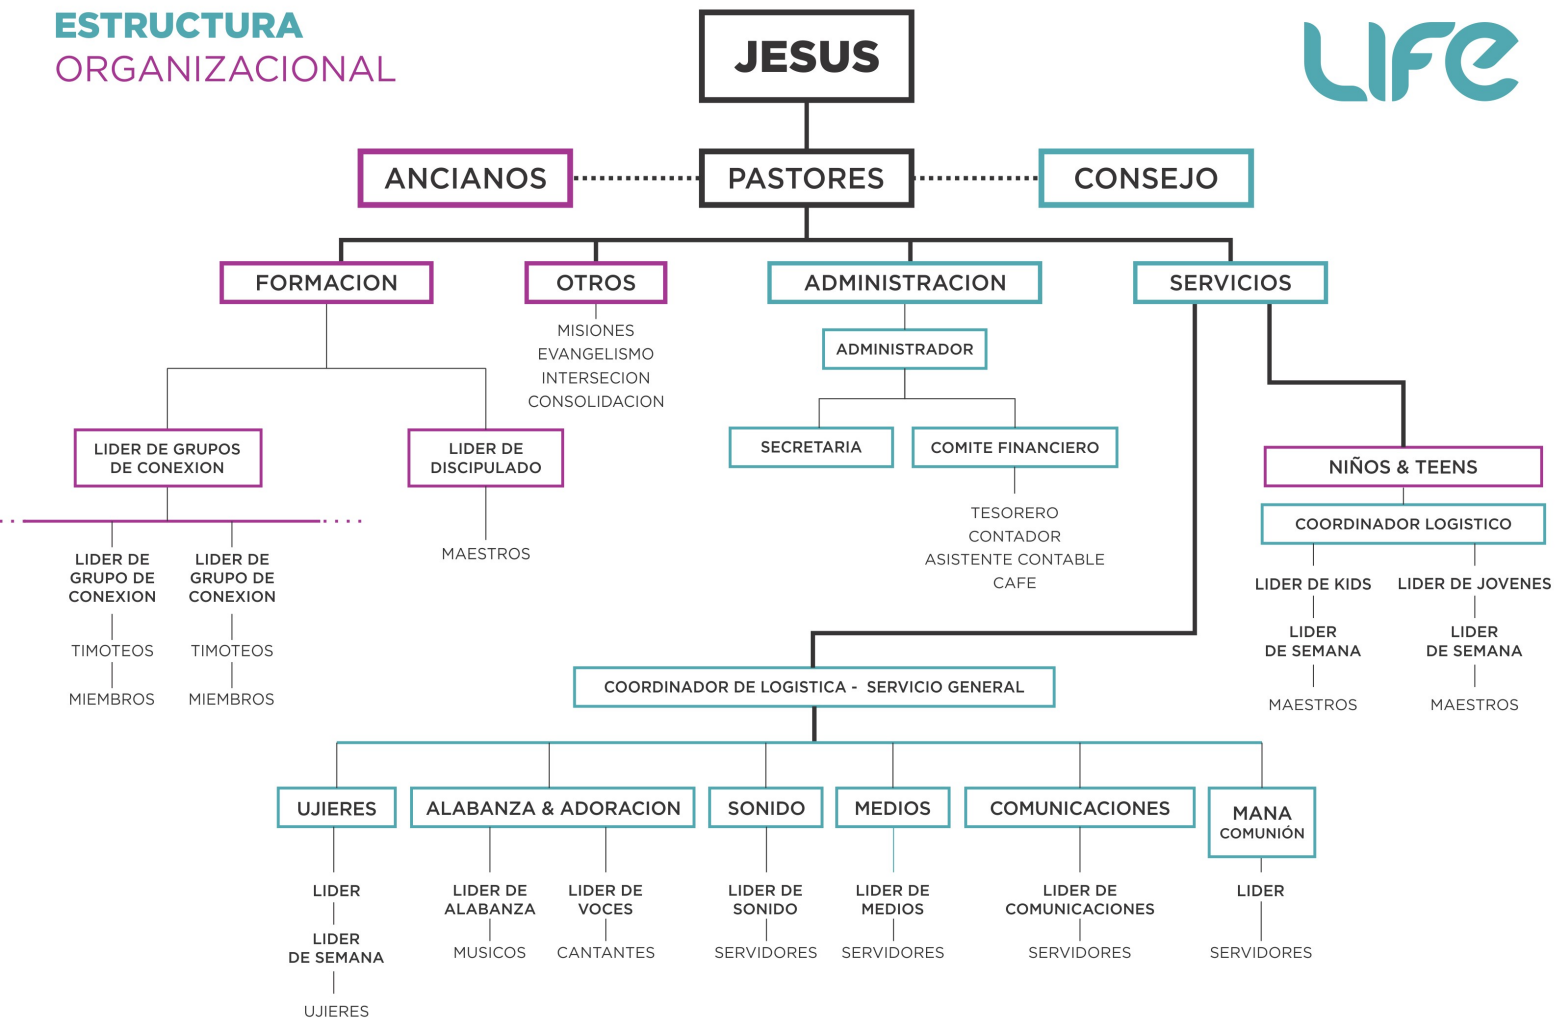 ESTRUCTURA
ORGANIZACIONAL
JESUS
LIFE
ANCIANOS
PASTORES
CONSEJO
FORMACION
OTROS
ADMINISTRACION
SERVICIOS
MISIONES
EVANGELISMO
INTERSECION
CONSOLIDACION
ADMINISTRADOR
LIDER DE GRUPOS
DE CONEXION
LIDER DE
DISCIPULADO
SECRETARIA
COMITE FINANCIERO
NIÑOS & TEENS
TESORERO
CONTADOR
ASISTENTE CONTABLE
CAFE
COORDINADOR LOGISTICO
LIDER DE
GRUPO DE
CONEXION
LIDER DE
GRUPO DE
CONEXION
MAESTROS
LIDER DE KIDS
LIDER DE JOVENES
TIMOTEOS
TIMOTEOS
LIDER
DE SEMANA
LIDER
DE SEMANA
MIEMBROS
MIEMBROS
MAESTROS
MAESTROS
COORDINADOR DE LOGISTICA - SERVICIO GENERAL
UJIERES
ALABANZA & ADORACION
SONIDO
MEDIOS
COMUNICACIONES
MANA
COMUNIÓN
LIDER
LIDER DE
ALABANZA
LIDER DE
VOCES
LIDER DE
SONIDO
LIDER DE
MEDIOS
LIDER DE
COMUNICACIONES
LIDER
LIDER
DE SEMANA
MUSICOS
CANTANTES
SERVIDORES
SERVIDORES
SERVIDORES
SERVIDORES
UJIERES